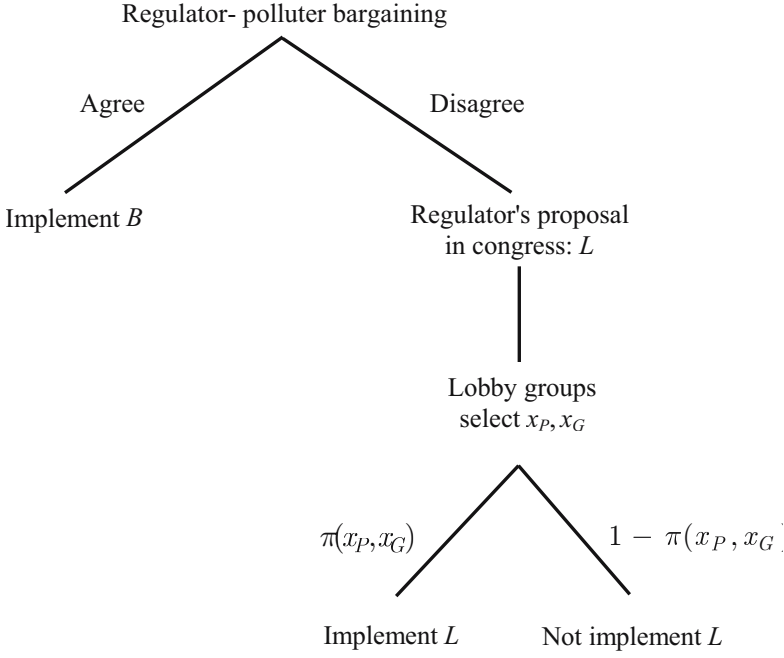 Regulator- polluter bargaining
Agree
Disagree
Implement B
Regulator's proposal
in congress: L
Lobby groups
select x_P, x_G
π(x_P,x_G)
1 − π(x_P , x_G )
Implement L
Not implement L